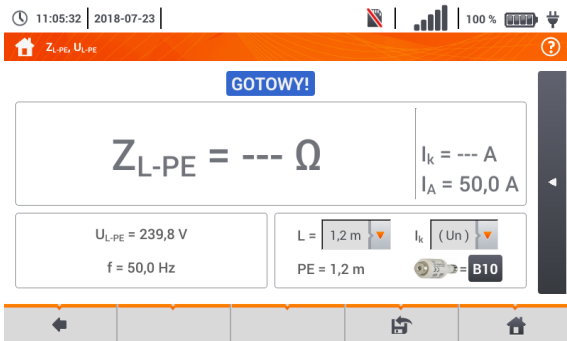 11:05:32 2018-07-23 100 %
ZL-PE, UL-PE
GOTOWY!
ZL-PE = --- Ω
Ik = --- A
IA = 50,0 A
UL-PE = 239,8 V
f = 50,0 Hz
L = 1,2 m Ik (Un)
PE = 1,2 m = B10